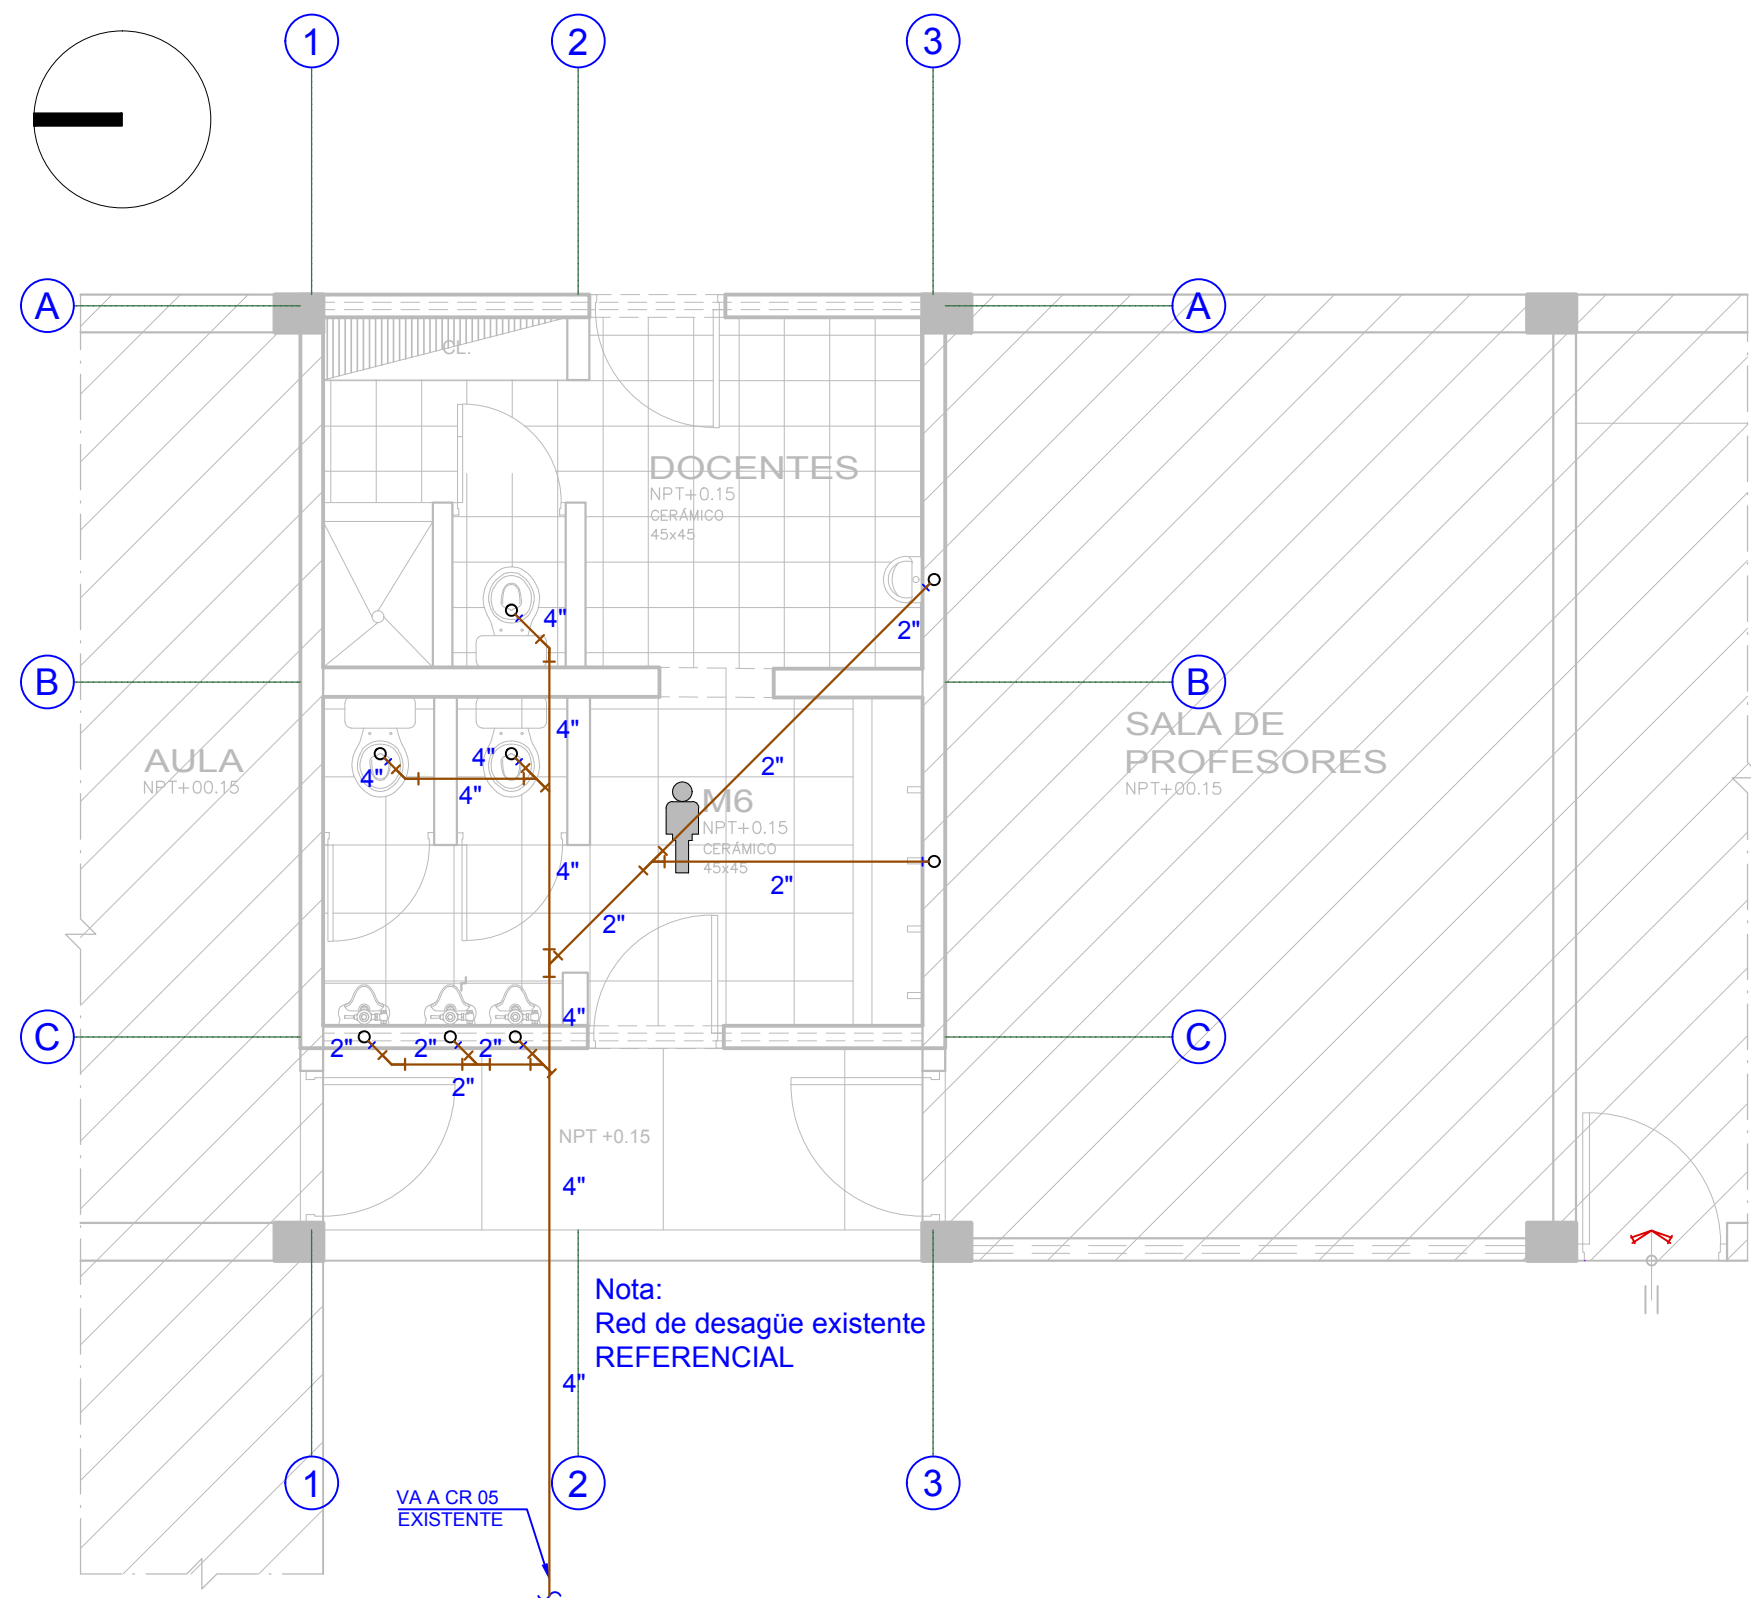 1
2
3
A
A
CL.
DOCENTES
NPT+0.15
CERÁMICO
45x45
4"
2"
B
B
SALA DE
PROFESORES
NPT+00.15
AULA
NPT+00.15
4"
4"
4"
4"
2"
M6
NPT+0.15
CERÁMICO
45x45
4"
2"
2"
4"
C
C
2"
2"
2"
2"
NPT +0.15
4"
Nota:
Red de desagüe existente
REFERENCIAL
4"
1
2
3
VA A CR 05
EXISTENTE